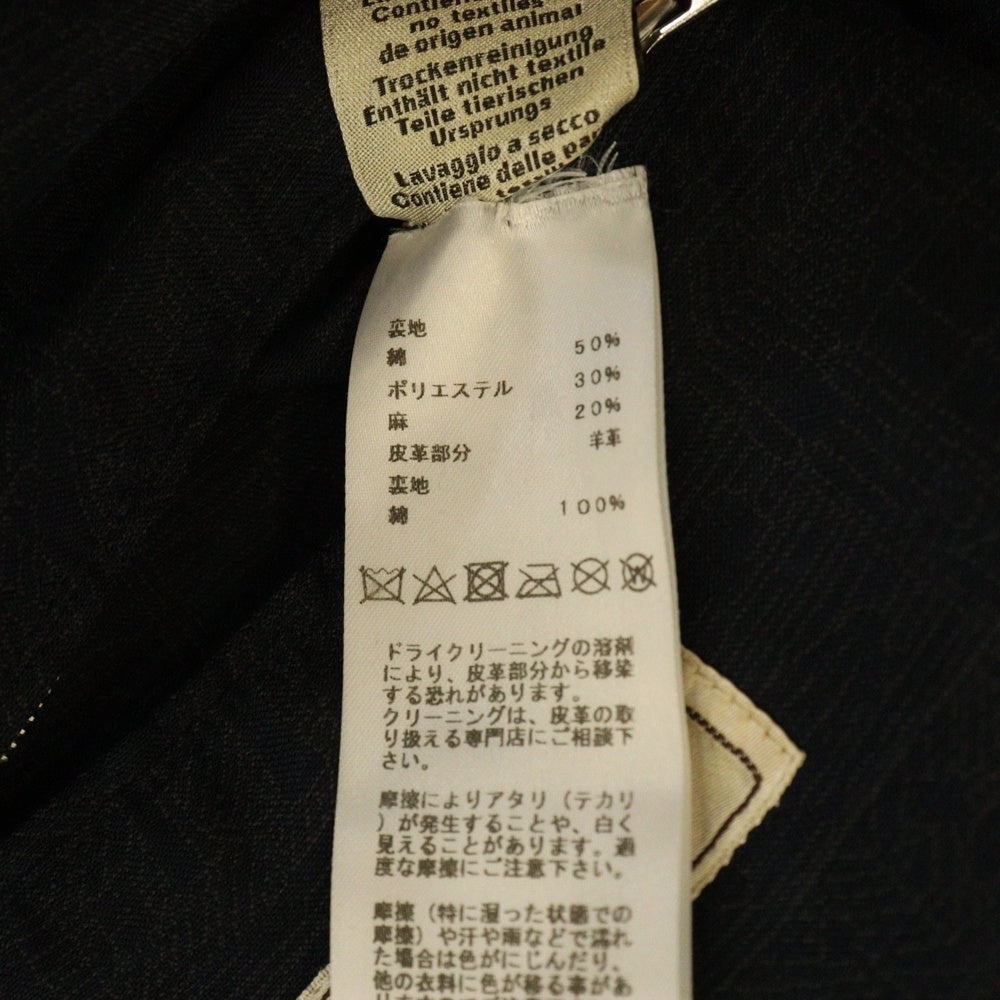 Contiene
no textiles
de origen animal
Trockenreinigung
Enthält nicht textile
Teile tierischen
Ursprungs
Lavaggio a secco
Contiene delle
裏地
綿 50%
ポリエステル 30%
麻 20%
皮革部分 羊革
裏地
綿 100%
W
ドライクリーニングの溶剤
により、皮革部分から移染
する恐れがあります。
クリーニングは、皮革の取
り扱える専門店にご相談下
さい。
摩擦によりアタリ（テカリ
）が発生することや、白く
見えることがあります。過
度な摩擦にご注意下さい。
摩擦（特に湿った状態での
摩擦）や汗や雨などで濡れ
た場合は色がにじんだり、
他の衣料に色が移る事があ